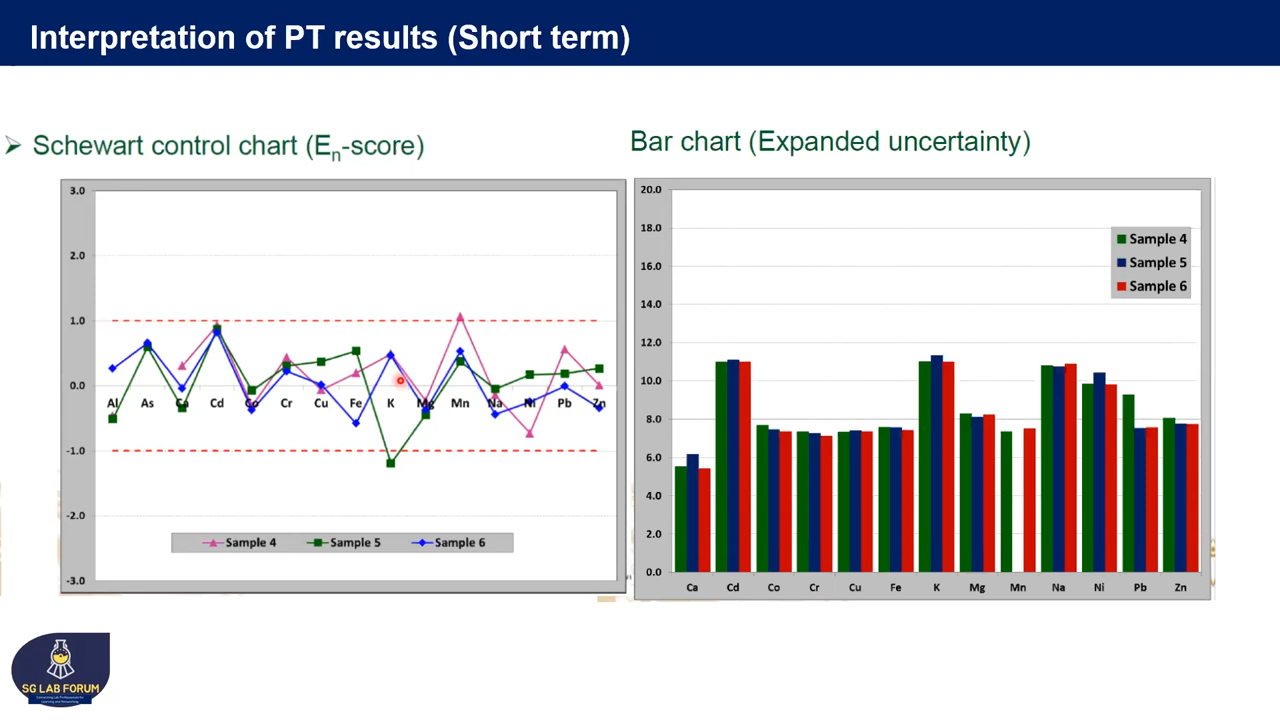 Interpretation of PT results (Short term)
➢ Schewart control chart (En-score)
3.0
2.0
1.0
0.0
-1.0
-2.0
-3.0
Al As Ca Cd Co Cr Cu Fe K Mg Mn Na Ni Pb Zn
Sample 4 Sample 5 Sample 6
Bar chart (Expanded uncertainty)
20.0
18.0
16.0
14.0
12.0
10.0
8.0
6.0
4.0
2.0
0.0
Sample 4
Sample 5
Sample 6
Ca Cd Co Cr Cu Fe K Mg Mn Na Ni Pb Zn
SG LAB FORUM